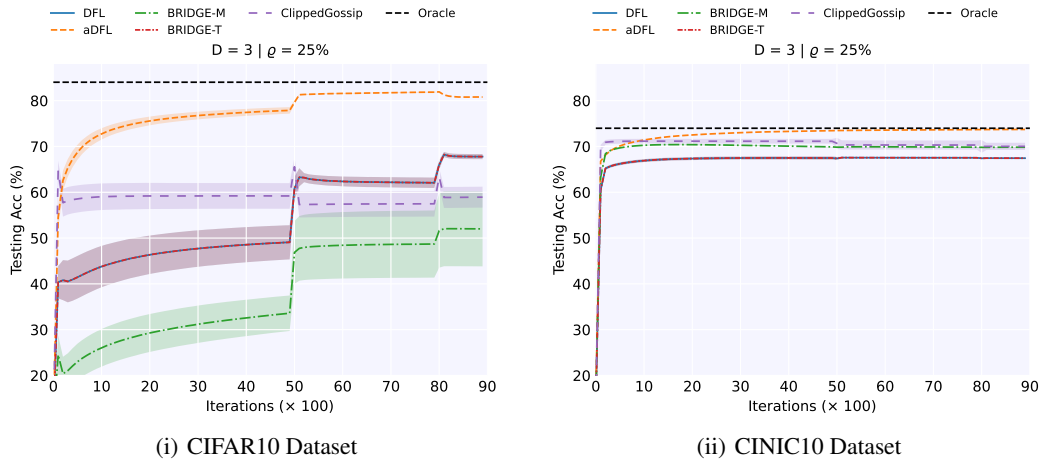 DFL BRIDGE-M ClippedGossip Oracle
aDFL BRIDGE-T
D = 3 | ϱ = 25%
Testing Acc (%)
80
70
60
50
40
30
20
0 10 20 30 40 50 60 70 80 90
Iterations (× 100)
(i) CIFAR10 Dataset
DFL BRIDGE-M ClippedGossip Oracle
aDFL BRIDGE-T
D = 3 | ϱ = 25%
Testing Acc (%)
80
70
60
50
40
30
20
0 10 20 30 40 50 60 70 80 90
Iterations (× 100)
(ii) CINIC10 Dataset